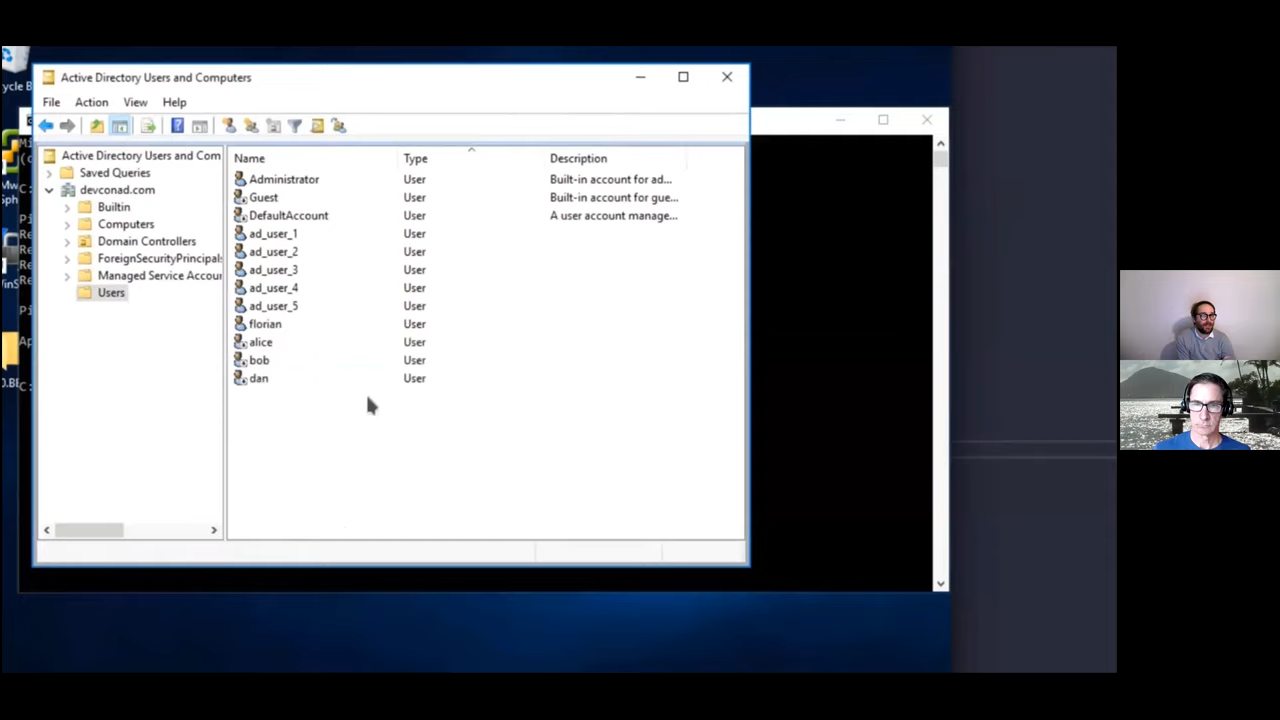 Active Directory Users and Computers
File Action View Help
Active Directory Users and Com
Saved Queries
devconad.com
Builtin
Computers
Domain Controllers
ForeignSecurityPrincipals
Managed Service Accour
Users
Name Type Description
Administrator User Built-in account for ad...
Guest User Built-in account for gue...
DefaultAccount User A user account manage...
ad_user_1 User
ad_user_2 User
ad_user_3 User
ad_user_4 User
ad_user_5 User
florian User
alice User
bob User
dan User
ycle B